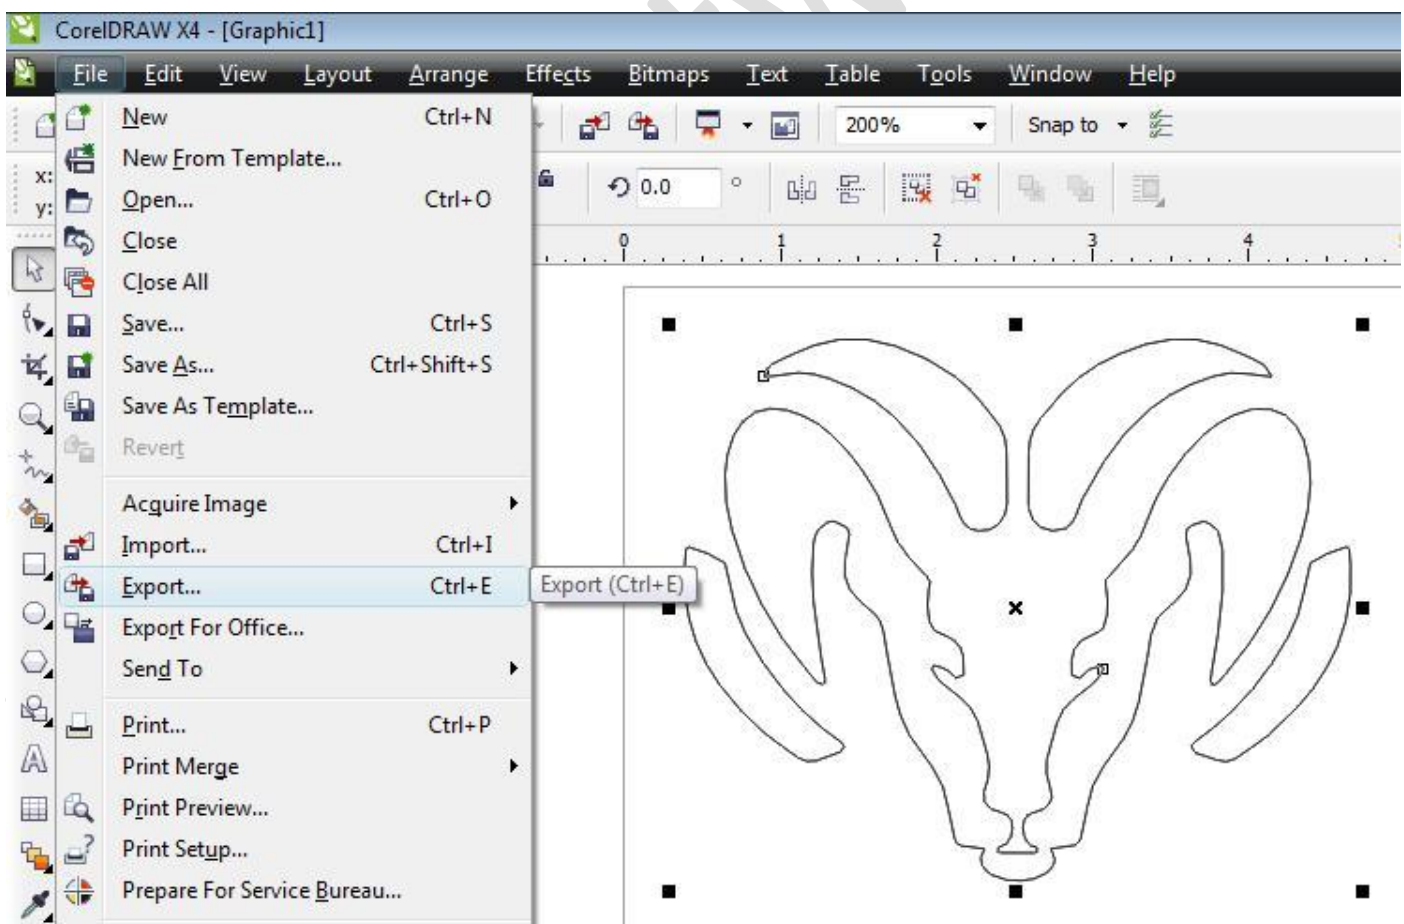 CorelDRAW X4 - [Graphic1]
File Edit View Layout Arrange Effects Bitmaps Text Table Tools Window Help
New Ctrl+N
200% Snap to
New From Template...
x:
y:
0.0 °
Open... Ctrl+O
Close
0 1 2 3 4
Close All
Save... Ctrl+S
Save As... Ctrl+Shift+S
Save As Template...
Revert
Acquire Image
Import... Ctrl+I
Export... Ctrl+E
Export (Ctrl+E)
Export For Office...
Send To
Print... Ctrl+P
Print Merge
Print Preview...
Print Setup...
Prepare For Service Bureau...